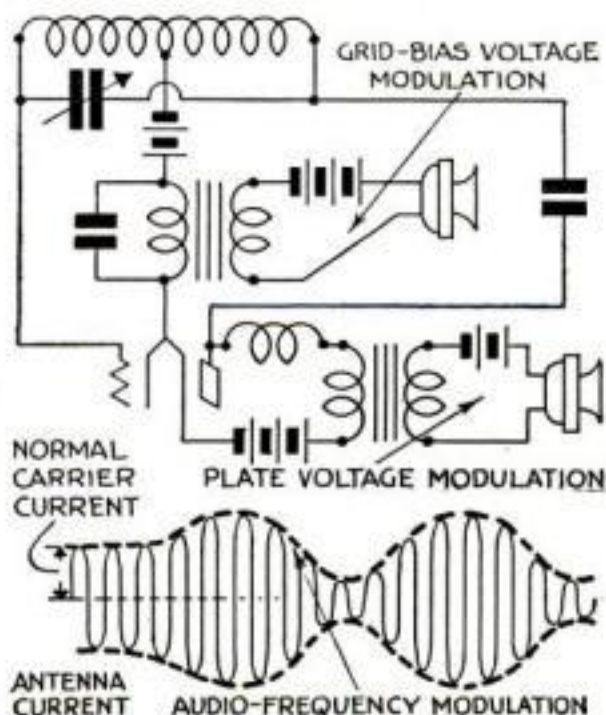 GRID-BIAS VOLTAGE
MODULATION
NORMAL
CARRIER
CURRENT
PLATE VOLTAGE MODULATION
ANTENNA
CURRENT
AUDIO-FREQUENCY MODULATION